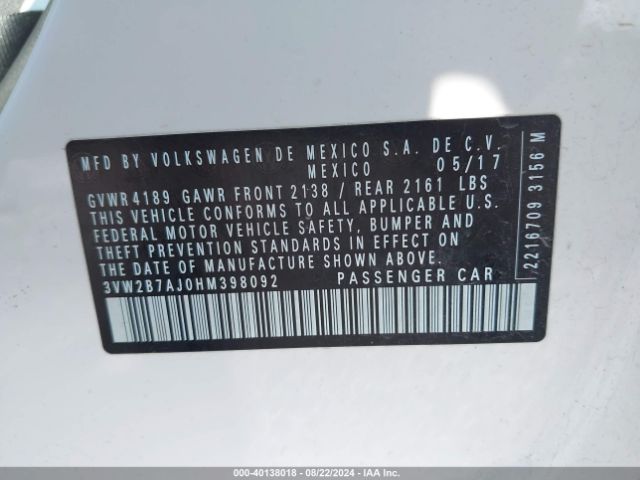 MFD BY VOLKSWAGEN DE MEXICO S.A. DE C.V.
MEXICO 05/17
GVWR 4189 GAWR FRONT 2138 / REAR 2161 LBS
THIS VEHICLE CONFORMS TO ALL APPLICABLE U.S.
FEDERAL MOTOR VEHICLE SAFETY, BUMPER AND
THEFT PREVENTION STANDARDS IN EFFECT ON
THE DATE OF MANUFACTURE SHOWN ABOVE.
3VW2B7AJ0HM398092 PASSENGER CAR
2216709 3156 M
000-40138018 - 08/22/2024 - IAA Inc.